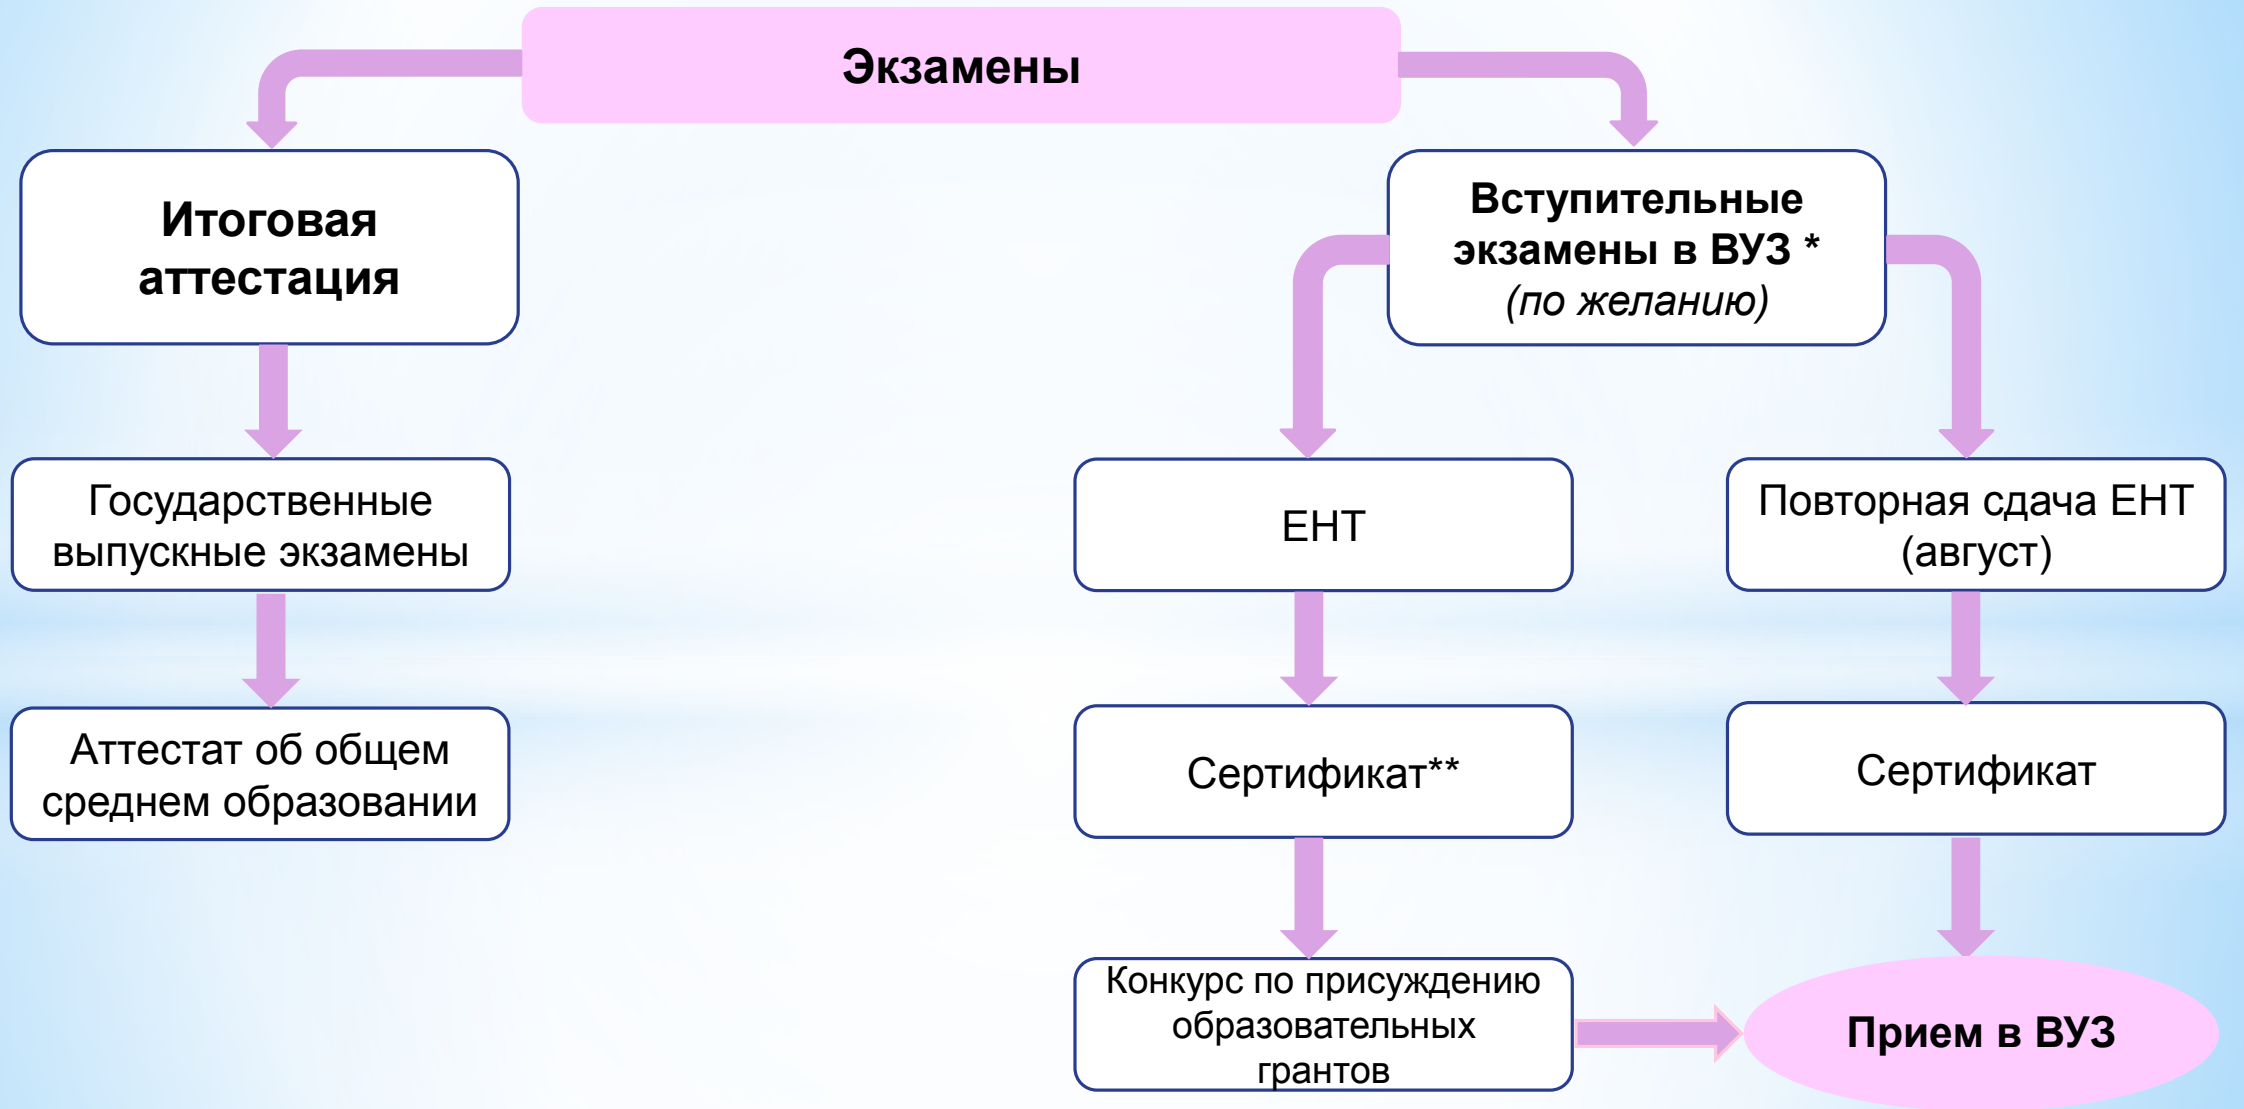 Экзамены
Итоговая
аттестация
Вступительные
экзамены в ВУЗ *
(по желанию)
Государственные
выпускные экзамены
ЕНТ
Повторная сдача ЕНТ
(август)
Аттестат об общем
среднем образовании
Сертификат**
Сертификат
Конкурс по присуждению
образовательных
грантов
Прием в ВУЗ